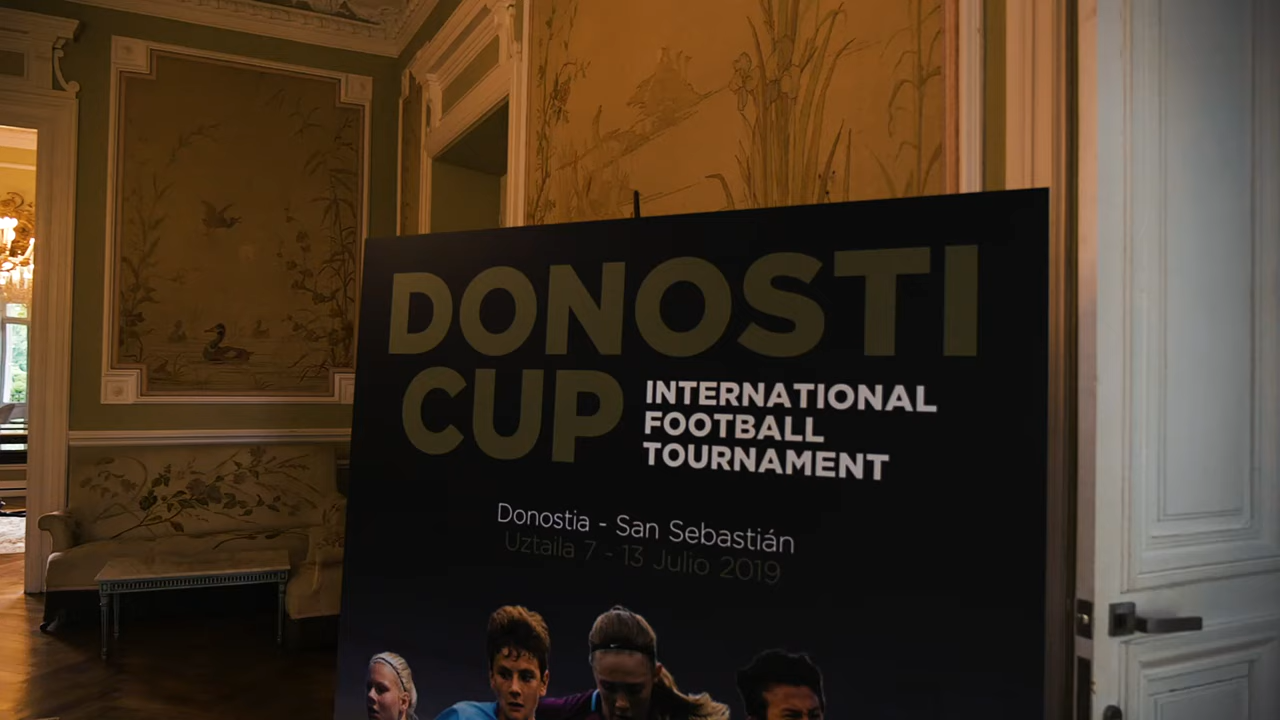 DONOSTI
CUP
INTERNATIONAL
FOOTBALL
TOURNAMENT
Donostia - San Sebastián
Uztaila 7 - 13 Julio 2019